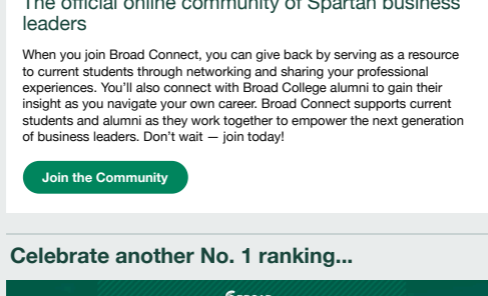 The official online community of Spartan business
leaders
When you join Broad Connect, you can give back by serving as a resource
to current students through networking and sharing your professional
experiences. You’ll also connect with Broad College alumni to gain their
insight as you navigate your own career. Broad Connect supports current
students and alumni as they work together to empower the next generation
of business leaders. Don’t wait — join today!
Join the Community
Celebrate another No. 1 ranking...